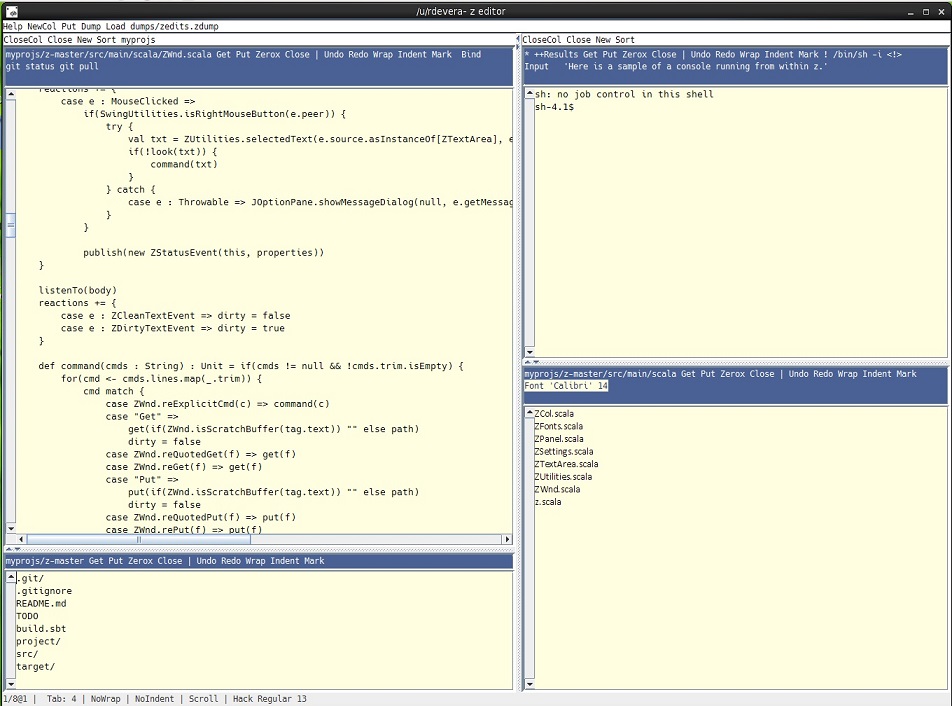 /u/rdevera- z editor
Help NewCol Put Dump Load dumps/zedits.zdump
CloseCol Close New Sort myprojs
myprojs/z-master/src/main/scala/ZWnd.scala Get Put Zerox Close | Undo Redo Wrap Indent Mark  Bind
git status git pull
reactions += {
case e : MouseClicked =>
if(SwingUtilities.isRightMouseButton(e.peer)) {
try {
val txt = ZUtilities.selectedText(e.source.asInstanceOf[ZTextArea], e
if(!look(txt)) {
command(txt)
}
} catch {
case e : Throwable => JOptionPane.showMessageDialog(null, e.getMessag
}
}
publish(new ZStatusEvent(this, properties))
}
listenTo(body)
reactions += {
case e : ZCleanTextEvent => dirty = false
case e : ZDirtyTextEvent => dirty = true
}
def command(cmds : String) : Unit = if(cmds != null && !cmds.trim.isEmpty) {
for(cmd <- cmds.lines.map(_.trim)) {
cmd match {
case ZWnd.reExplicitCmd(c) => command(c)
case "Get" =>
get(if(ZWnd.isScratchBuffer(tag.text)) "" else path)
dirty = false
case ZWnd.reQuotedGet(f) => get(f)
case ZWnd.reGet(f) => get(f)
case "Put" =>
put(if(ZWnd.isScratchBuffer(tag.text)) "" else path)
dirty = false
case ZWnd.reQuotedPut(f) => put(f)
case ZWnd.rePut(f) => put(f)
myprojs/z-master Get Put Zerox Close | Undo Redo Wrap Indent Mark
.git/
.gitignore
README.md
TODO
build.sbt
project/
src/
target/
CloseCol Close New Sort
* ++Results Get Put Zerox Close | Undo Redo Wrap Indent Mark ! /bin/sh -i <!>
Input   'Here is a sample of a console running from within z.'
sh: no job control in this shell
sh-4.1$
myprojs/z-master/src/main/scala Get Put Zerox Close | Undo Redo Wrap Indent Mark
Font 'Calibri' 14
ZCol.scala
ZFonts.scala
ZPanel.scala
ZSettings.scala
ZTextArea.scala
ZUtilities.scala
ZWnd.scala
z.scala
1/8@1 |  Tab: 4 | NoWrap | NoIndent | Scroll | Hack Regular 13